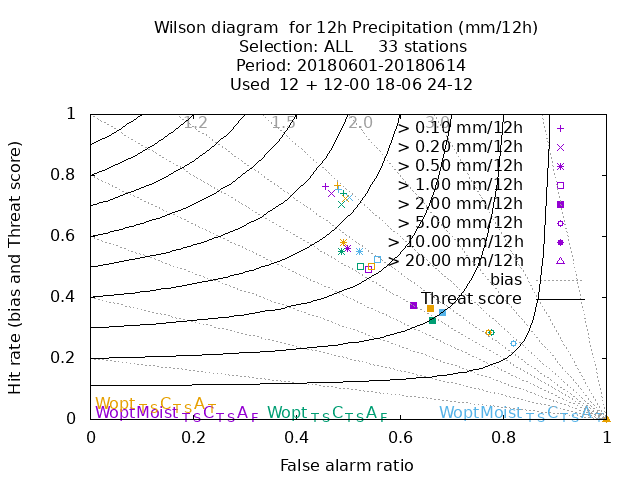 Wilson diagram  for 12h Precipitation (mm/12h)
Selection: ALL     33 stations
Period: 20180601-20180614
Used  12 + 12-00 18-06 24-12
Hit rate (bias and Threat score)
1
0.8
0.6
0.4
0.2
0
1.2 1.5 2.0 3.0
> 0.10 mm/12h
> 0.20 mm/12h
> 0.50 mm/12h
> 1.00 mm/12h
> 2.00 mm/12h
> 5.00 mm/12h
> 10.00 mm/12h
> 20.00 mm/12h
bias
Threat score
Wopt_TSC_TSA_T
WoptMoist_TSC_TSA_F Wopt_TSC_TSA_F WoptMoist_TSC_TSA
0 0.2 0.4 0.6 0.8 1
False alarm ratio